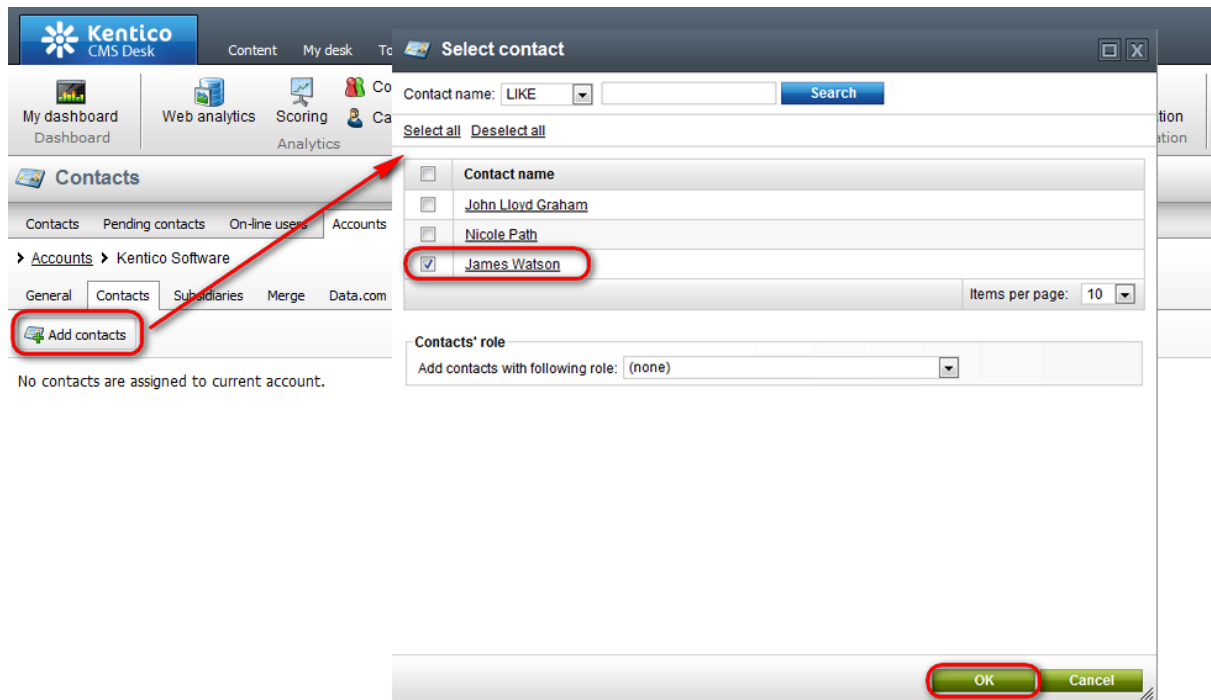 Kentico
CMS Desk
Content My desk
My dashboard
Dashboard
Web analytics
Scoring
Analytics
Contacts
Contacts Pending contacts On-line users Accounts
Accounts Kentico Software
General Contacts Subsidiaries Merge Data.com
Add contacts
No contacts are assigned to current account.
Select contact
X
Contact name: LIKE Search
Select all Deselect all
Contact name
John Lloyd Graham
Nicole Path
James Watson
Items per page: 10
Contacts' role
Add contacts with following role: (none)
OK Cancel